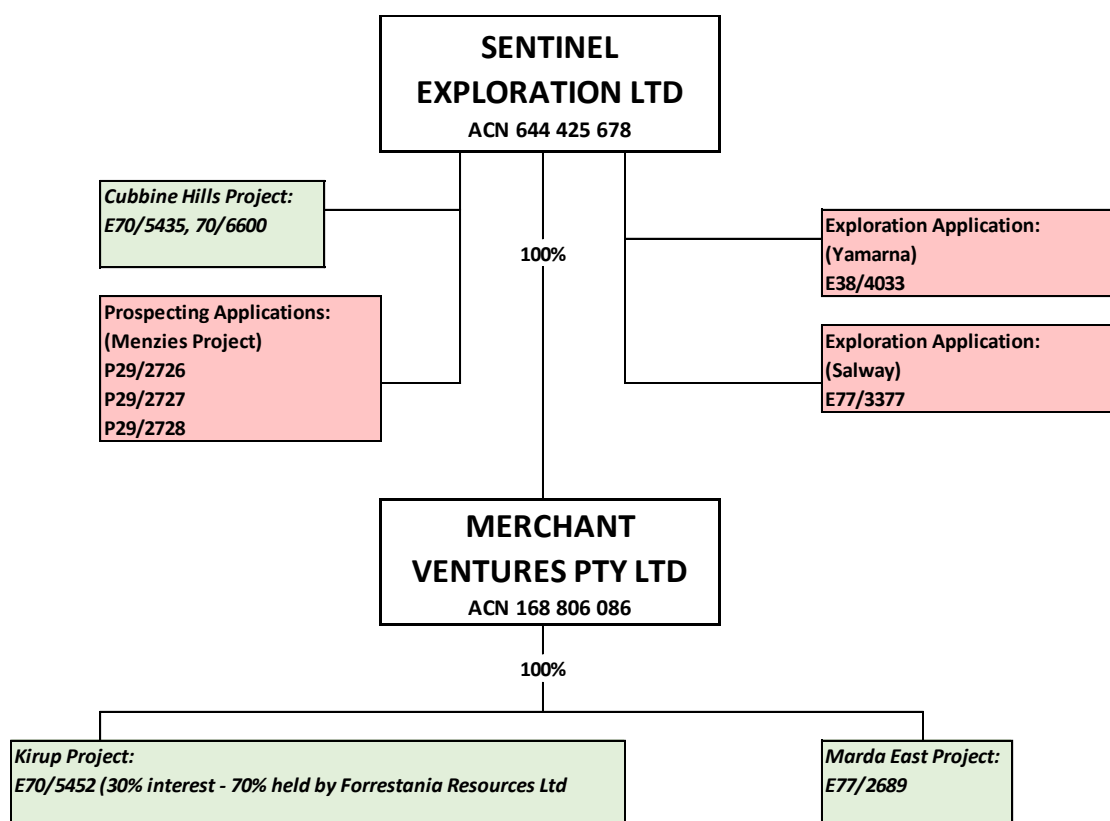 SENTINEL
EXPLORATION LTD
ACN 644 425 678
Cubbine Hills Project:
E70/5435, 70/6600
Exploration Application:
(Yamarna)
E38/4033
100%
Prospecting Applications:
(Menzies Project)
P29/2726
P29/2727
P29/2728
Exploration Application:
(Salway)
E77/3377
MERCHANT
VENTURES PTY LTD
ACN 168 806 086
100%
Kirup Project:
E70/5452 (30% interest - 70% held by Forrestania Resources Ltd
Marda East Project:
E77/2689